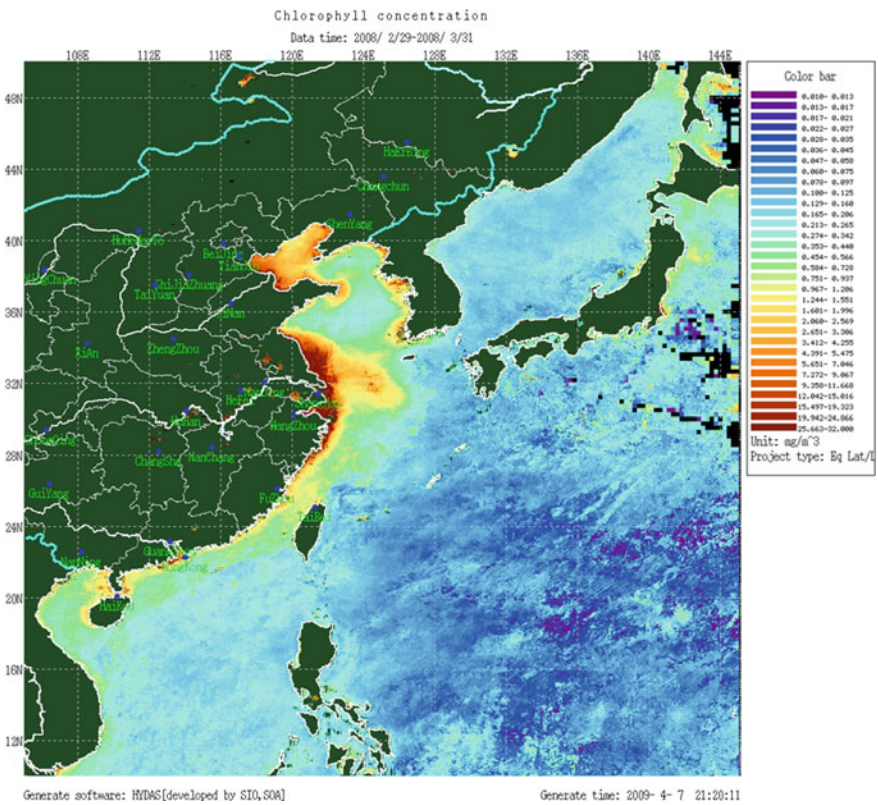 Chlorophyll concentration
Data time: 2008/ 2/29-2008/ 3/31
108E 112E 116E 120E 124E 128E 132E 136E 140E 144E
48N
44N
40N
36N
32N
28N
24N
20N
16N
12N
HaErBing
Changchun
ShenYang
HuHeHaoTe
BeiJing
TianJin
YingChuan
ShiJiaZhuang
TaiYuan
JiNan
XiAn
ZhengZhou
HeFei
WuHan
HangZhou
ChongQing
ChangSha
NanChang
GuiYang
FuZhou
TaiBei
NanNing
HongKong
HaiKou
Color bar
0.010- 0.013
0.013- 0.017
0.017- 0.021
0.022- 0.027
0.028- 0.035
0.036- 0.045
0.047- 0.058
0.060- 0.075
0.078- 0.097
0.100- 0.125
0.129- 0.160
0.165- 0.206
0.213- 0.265
0.274- 0.342
0.353- 0.440
0.454- 0.566
0.584- 0.728
0.751- 0.937
0.967- 1.206
1.244- 1.551
1.601- 1.996
2.060- 2.569
2.651- 3.306
3.412- 4.255
4.391- 5.475
5.651- 7.046
7.272- 9.067
9.358-11.668
12.042-15.016
15.497-19.323
19.942-24.866
25.663-32.000
Unit: mg/m^3
Project type: Eq Lat/L
Generate software: HYDAS[developed by SIO,SOA]
Generate time: 2009- 4- 7 21:20:11